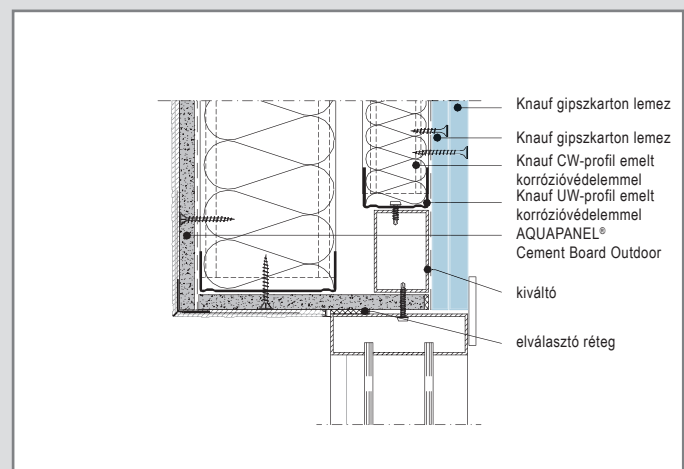 Knauf gipszkarton lemez
Knauf gipszkarton lemez
Knauf CW-profil emelt
korrózióvédelemmel
Knauf UW-profil emelt
korrózióvédelemmel
AQUAPANEL®
Cement Board Outdoor
kiváltó
elválasztó réteg